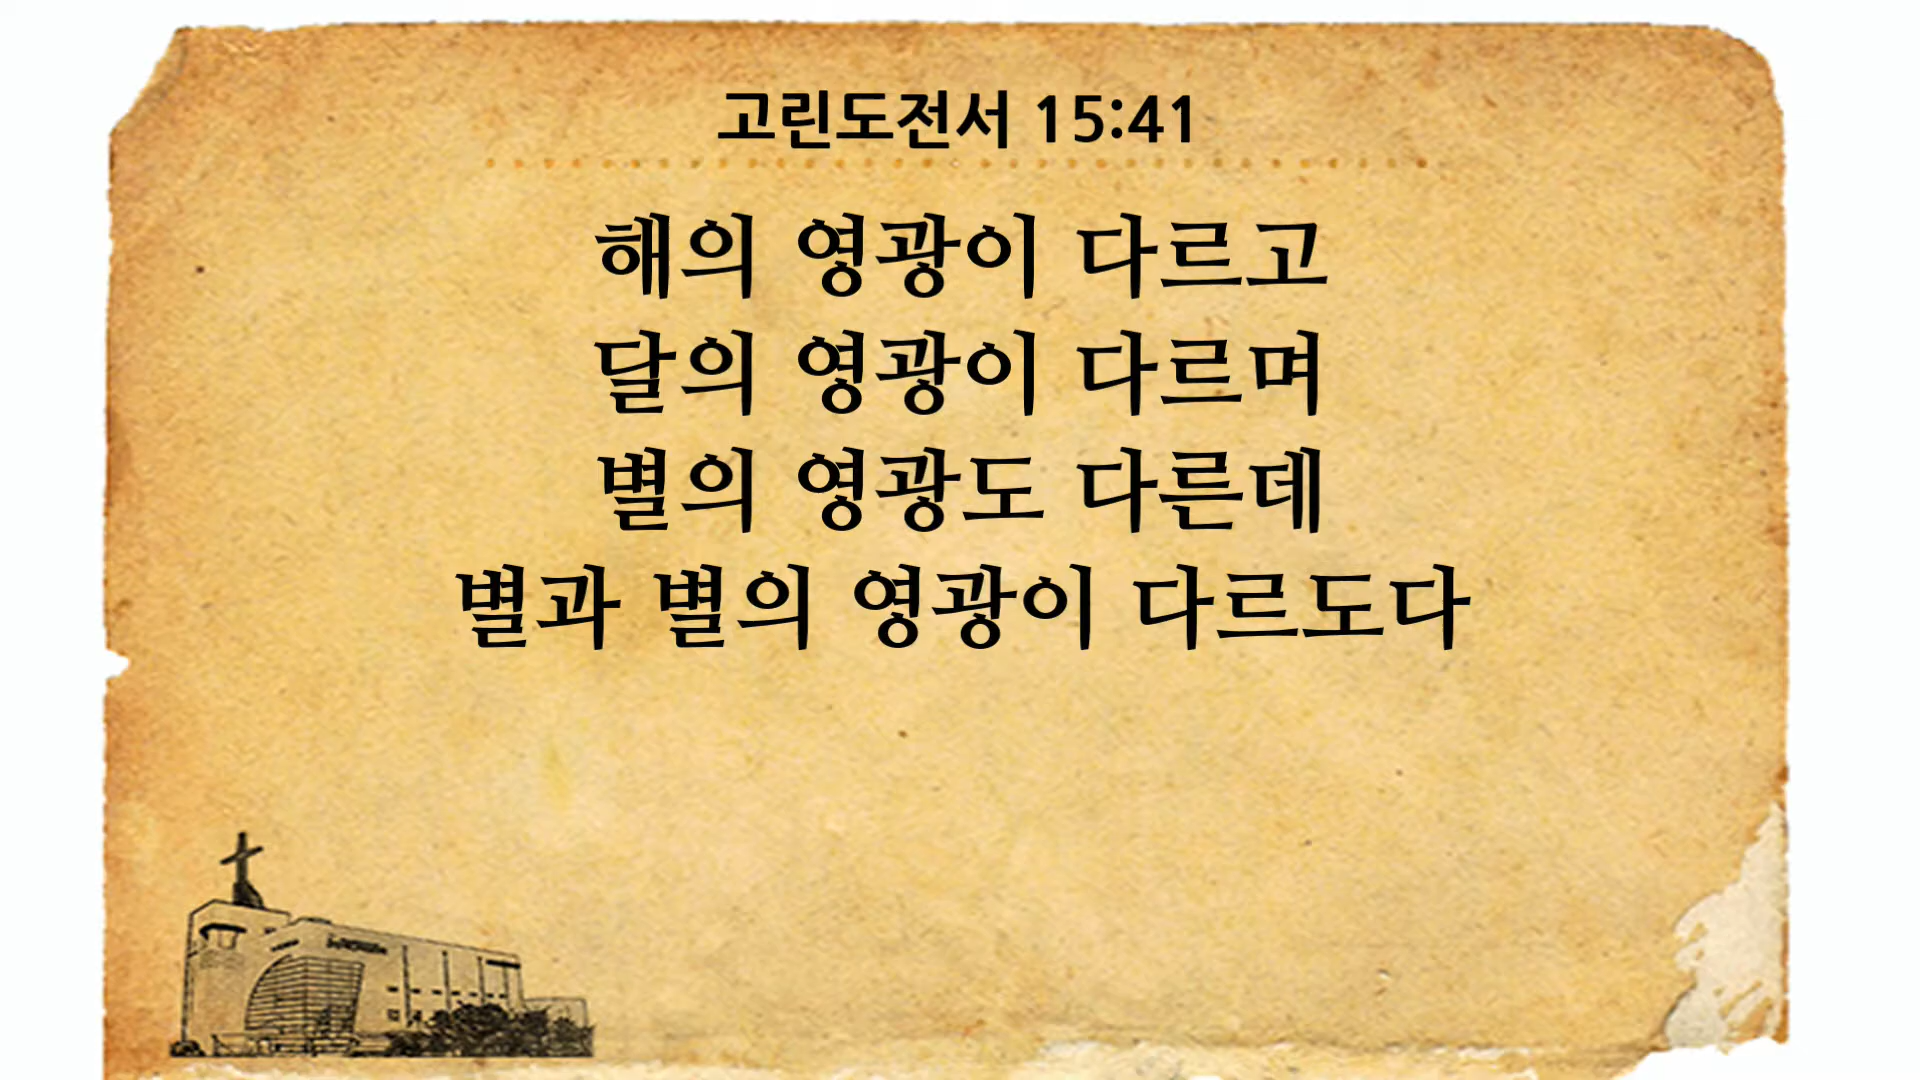 고린도전서 15:41
해의 영광이 다르고
달의 영광이 다르며
별의 영광도 다른데
별과 별의 영광이 다르도다